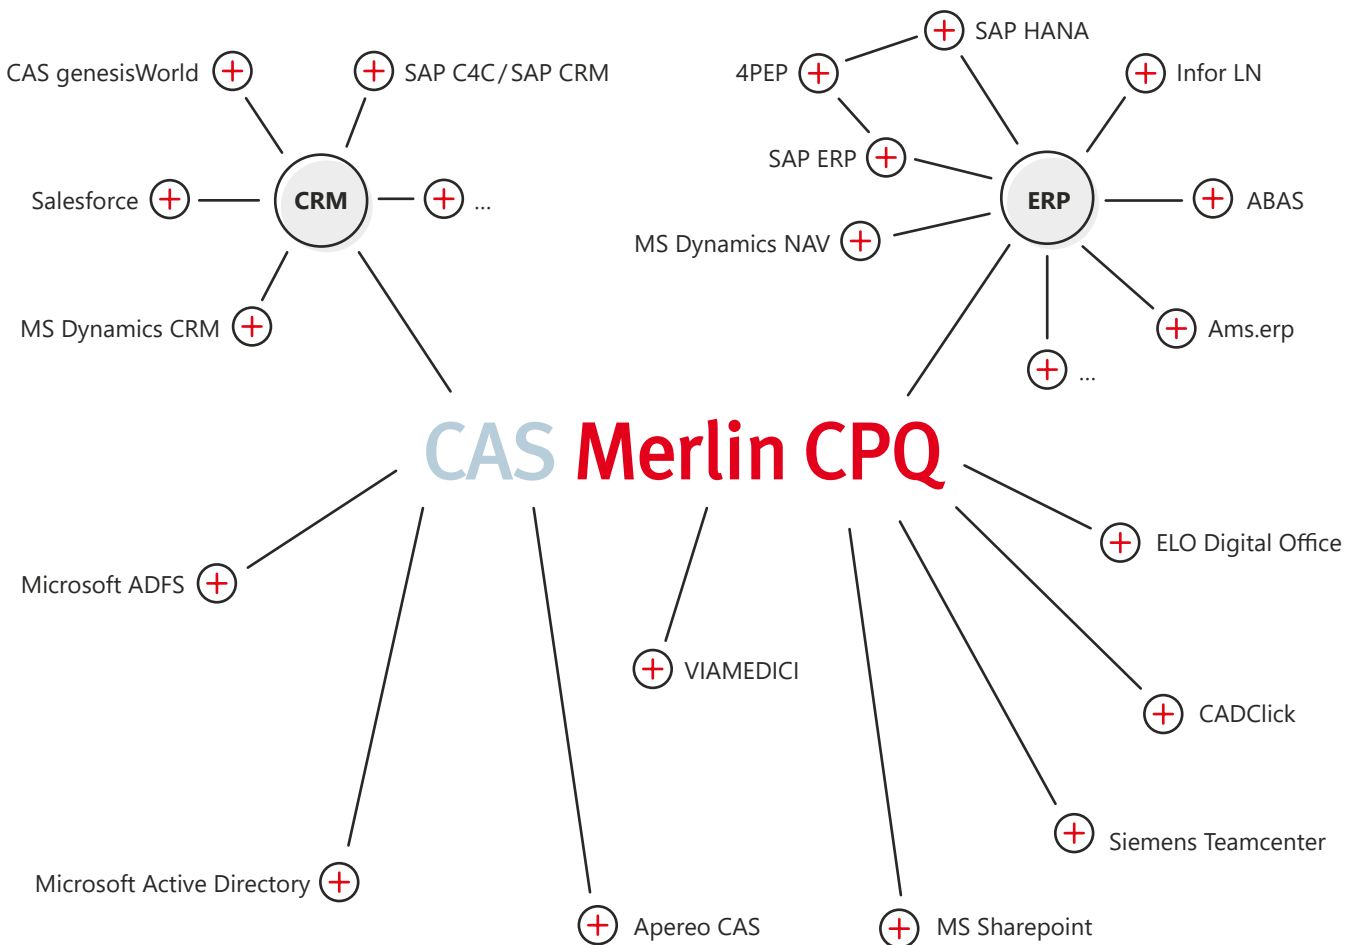 SAP HANA
CAS genesisWorld
SAP C4C/SAP CRM
4PEP
Infor LN
SAP ERP
Salesforce
CRM
...
ERP
ABAS
MS Dynamics NAV
MS Dynamics CRM
Ams.erp
...
CAS Merlin CPQ
ELO Digital Office
Microsoft ADFS
VIAMEDICI
CADClick
Siemens Teamcenter
Microsoft Active Directory
Apereo CAS
MS Sharepoint